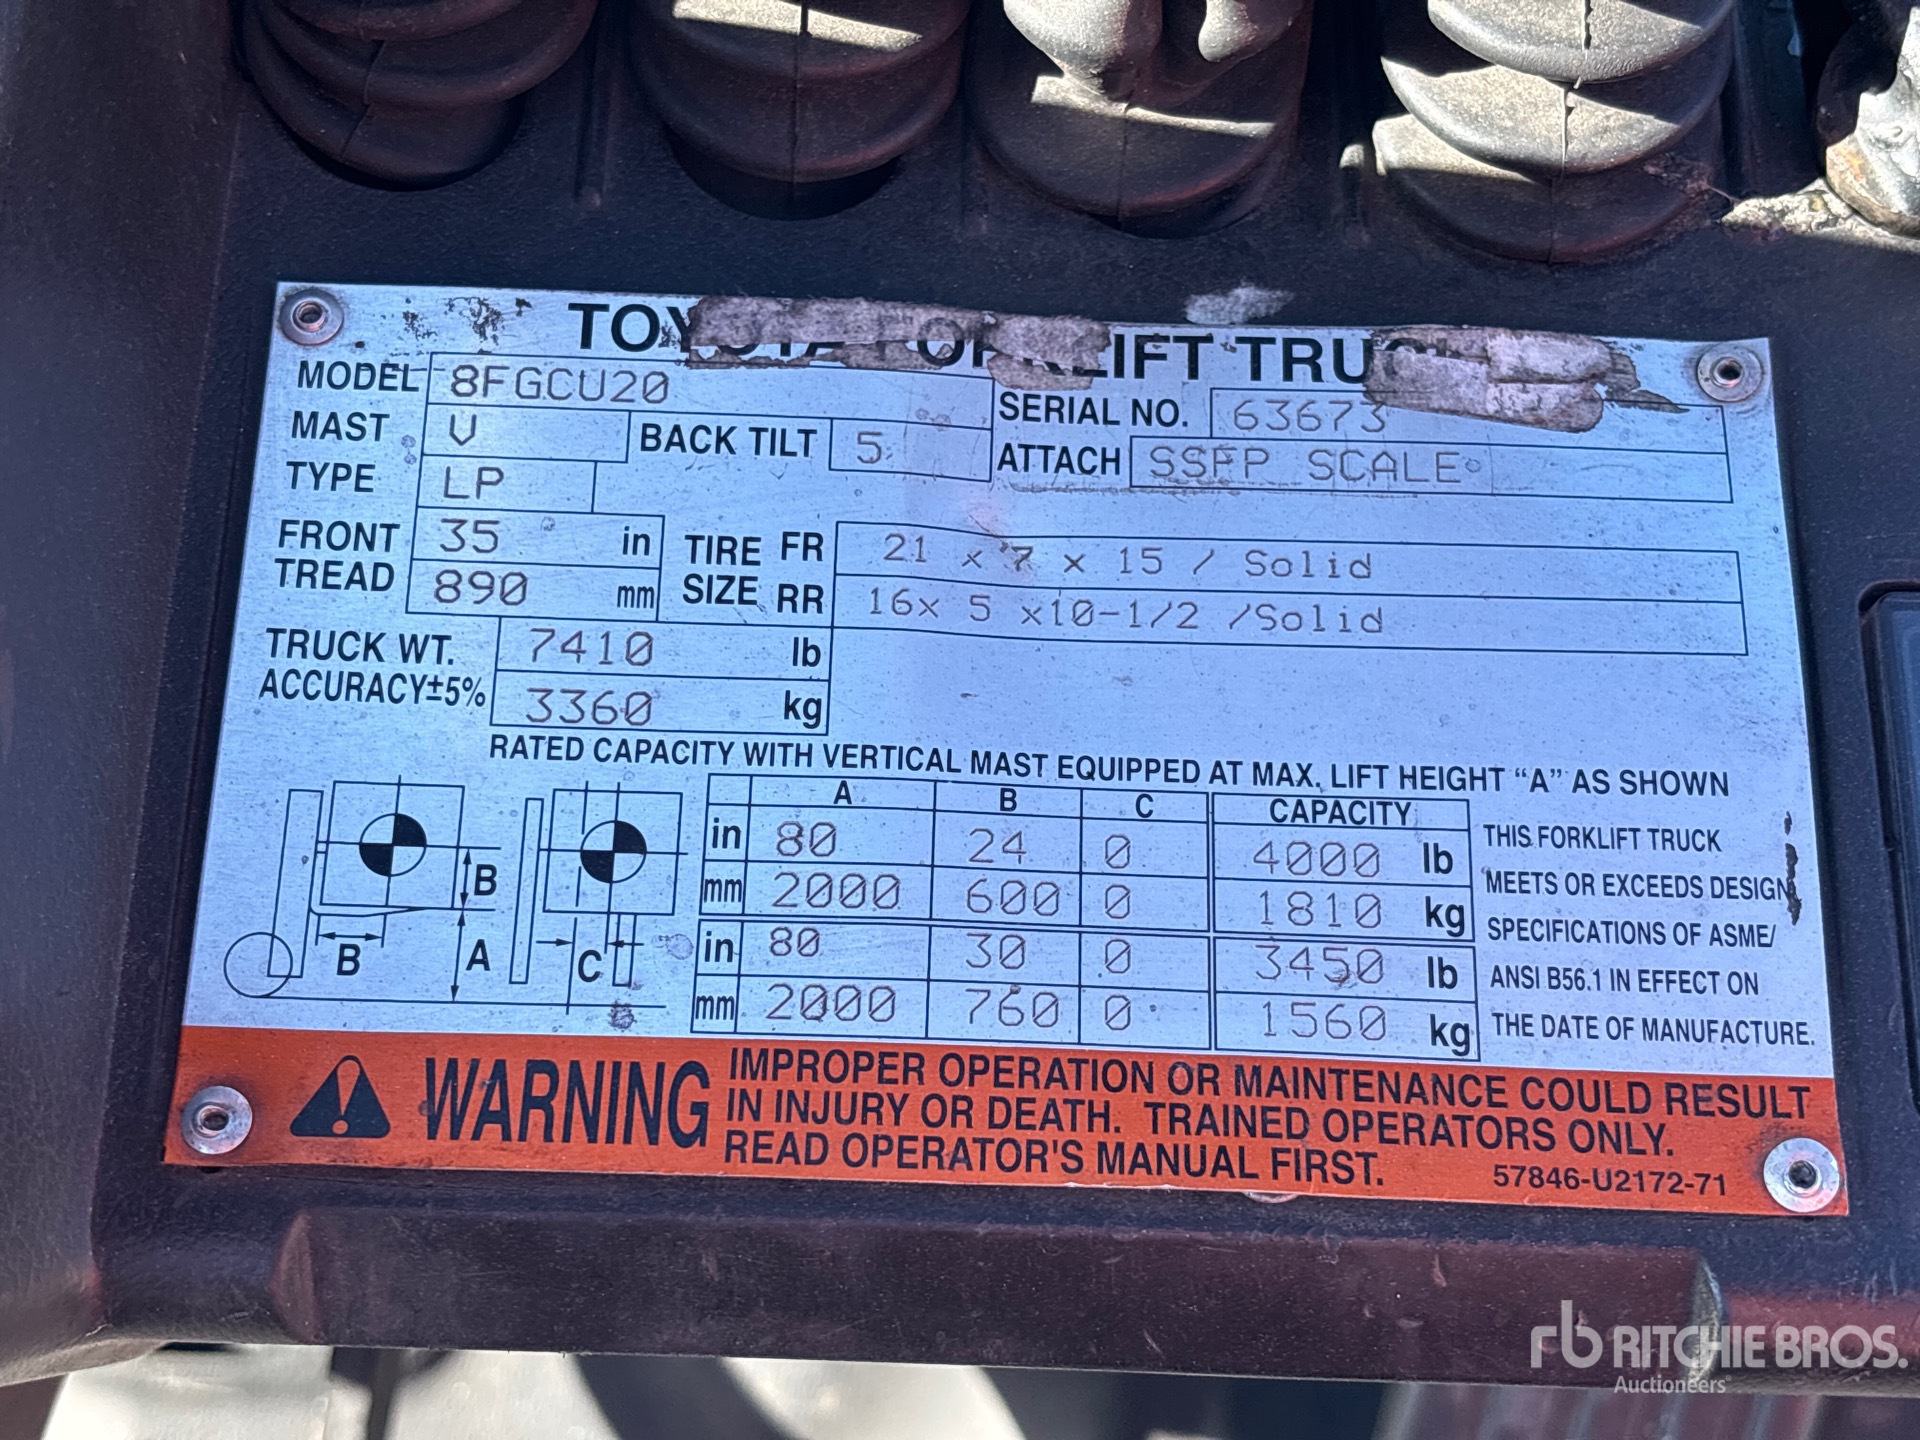 TOYOTA FORKLIFT TRUCK
MODEL 8FGCU20
SERIAL NO. 63673
MAST V BACK TILT 5
ATTACH SSFP SCALE
TYPE LP
FRONT TREAD 35 in
890 mm
TIRE SIZE FR 21 x 7 x 15 / Solid
RR 16x 5 x10-1/2 /Solid
TRUCK WT. 7410 lb
ACCURACY±5% 3360 kg
RATED CAPACITY WITH VERTICAL MAST EQUIPPED AT MAX. LIFT HEIGHT “A” AS SHOWN
A B C CAPACITY
in 80 24 0 4000 lb
mm 2000 600 0 1810 kg
in 80 30 0 3450 lb
mm 2000 760 0 1560 kg
B
B A C
THIS FORKLIFT TRUCK
MEETS OR EXCEEDS DESIGN
SPECIFICATIONS OF ASME/
ANSI B56.1 IN EFFECT ON
THE DATE OF MANUFACTURE.
WARNING
IMPROPER OPERATION OR MAINTENANCE COULD RESULT
IN INJURY OR DEATH. TRAINED OPERATORS ONLY.
READ OPERATOR'S MANUAL FIRST.
57846-U2172-71
rb RITCHIE BROS.
Auctioneers